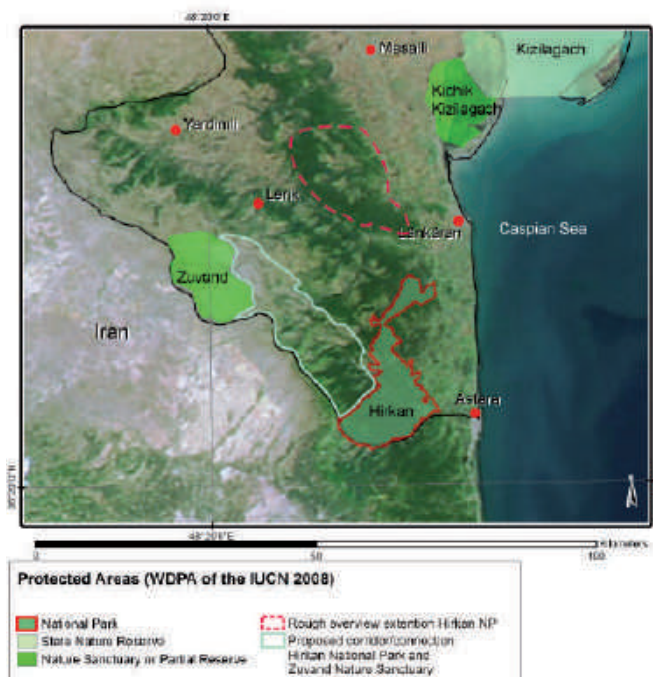 48°20'0"E
Masalli
Kizilagach
Kichik
Kizilagach
Yardimli
Lerik
Lankaran
Caspian Sea
Zuvand
Iran
Hirkan
Astara
48°20'0"E
0 50 100 Kilometers
Protected Areas (WDPA of the IUCN 2008)
National Park
State Nature Reserve
Nature Sanctuary or Partial Reserve
Rough overview extention Hirkan NP
Proposed corridor/connection
Hirkan National Park and
Zuvand Nature Sanctuary